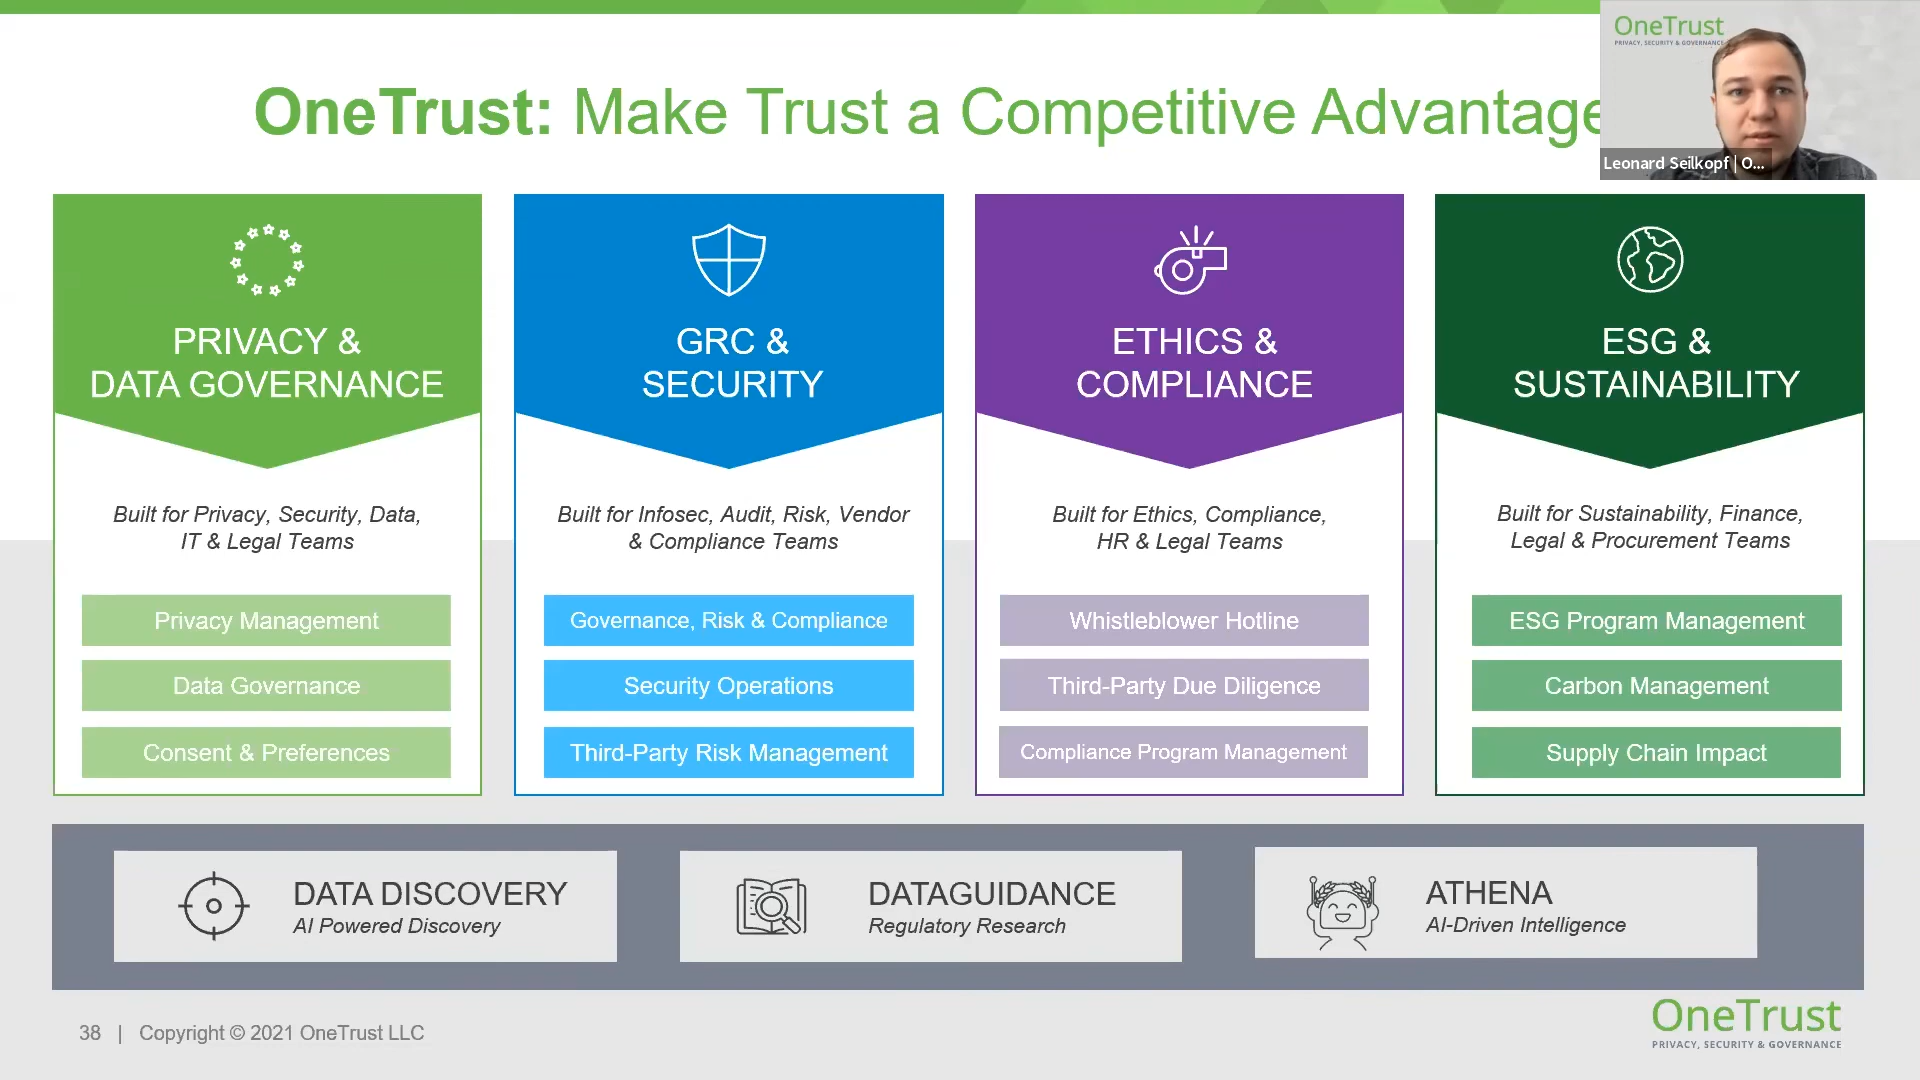 OneTrust: Make Trust a Competitive Advantage
OneTrust
PRIVACY, SECURITY & GOVERNANCE
Leonard Seilkopf | O...
PRIVACY &
DATA GOVERNANCE
Built for Privacy, Security, Data,
IT & Legal Teams
Privacy Management
Data Governance
Consent & Preferences
GRC &
SECURITY
Built for Infosec, Audit, Risk, Vendor
& Compliance Teams
Governance, Risk & Compliance
Security Operations
Third-Party Risk Management
ETHICS &
COMPLIANCE
Built for Ethics, Compliance,
HR & Legal Teams
Whistleblower Hotline
Third-Party Due Diligence
Compliance Program Management
ESG &
SUSTAINABILITY
Built for Sustainability, Finance,
Legal & Procurement Teams
ESG Program Management
Carbon Management
Supply Chain Impact
DATA DISCOVERY
AI Powered Discovery
DATAGUIDANCE
Regulatory Research
ATHENA
AI-Driven Intelligence
38 | Copyright © 2021 OneTrust LLC
OneTrust
PRIVACY, SECURITY & GOVERNANCE